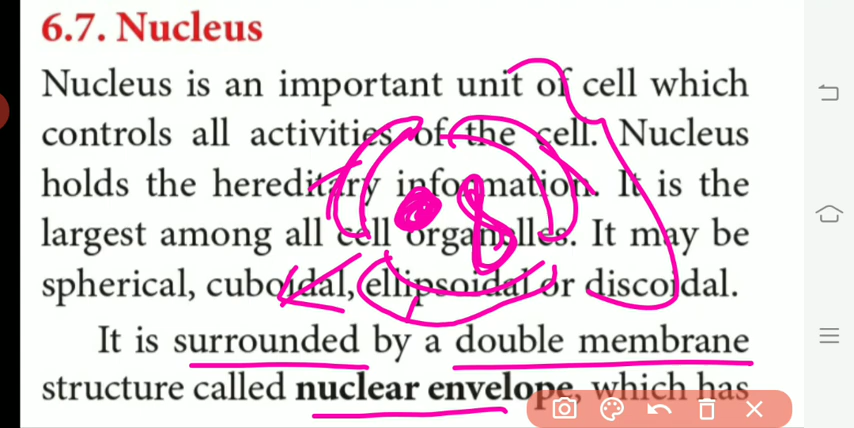 6.7. Nucleus
Nucleus is an important unit of cell which
controls all activities of the cell. Nucleus
holds the hereditary information. It is the
largest among all cell organelles. It may be
spherical, cuboidal, ellipsoidal or discoidal.
It is surrounded by a double membrane
structure called nuclear envelope, which has